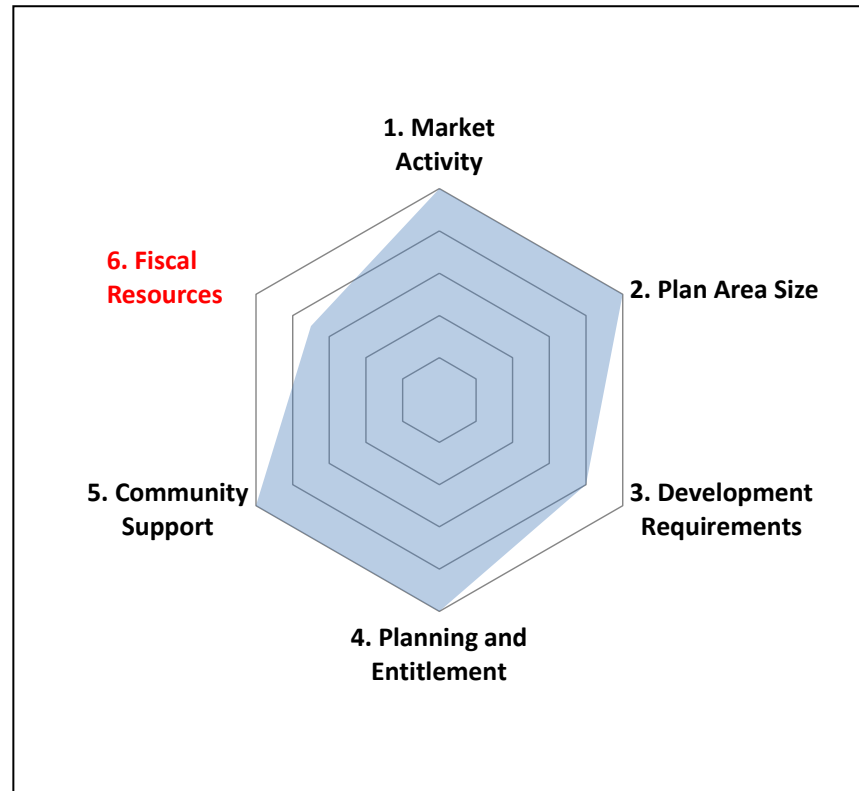 1. Market
Activity
6. Fiscal
Resources
2. Plan Area Size
5. Community
Support
3. Development
Requirements
4. Planning and
Entitlement